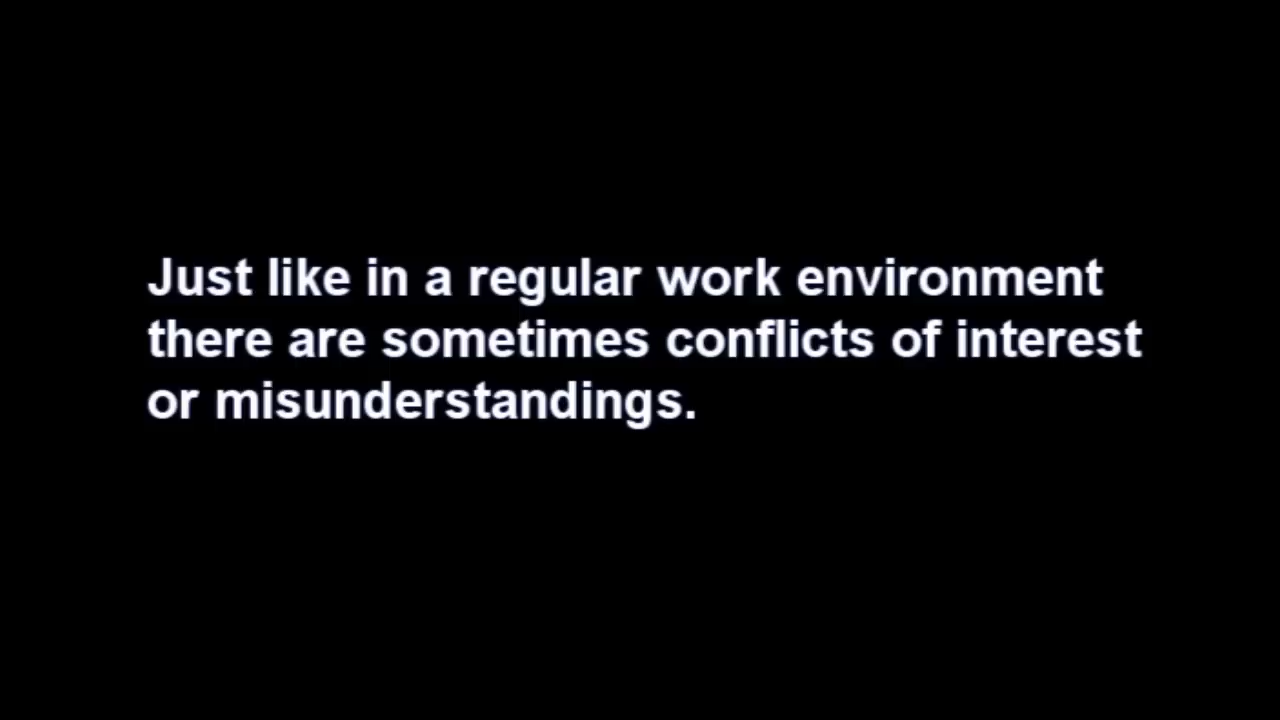 Just like in a regular work environment
there are sometimes conflicts of interest
or misunderstandings.